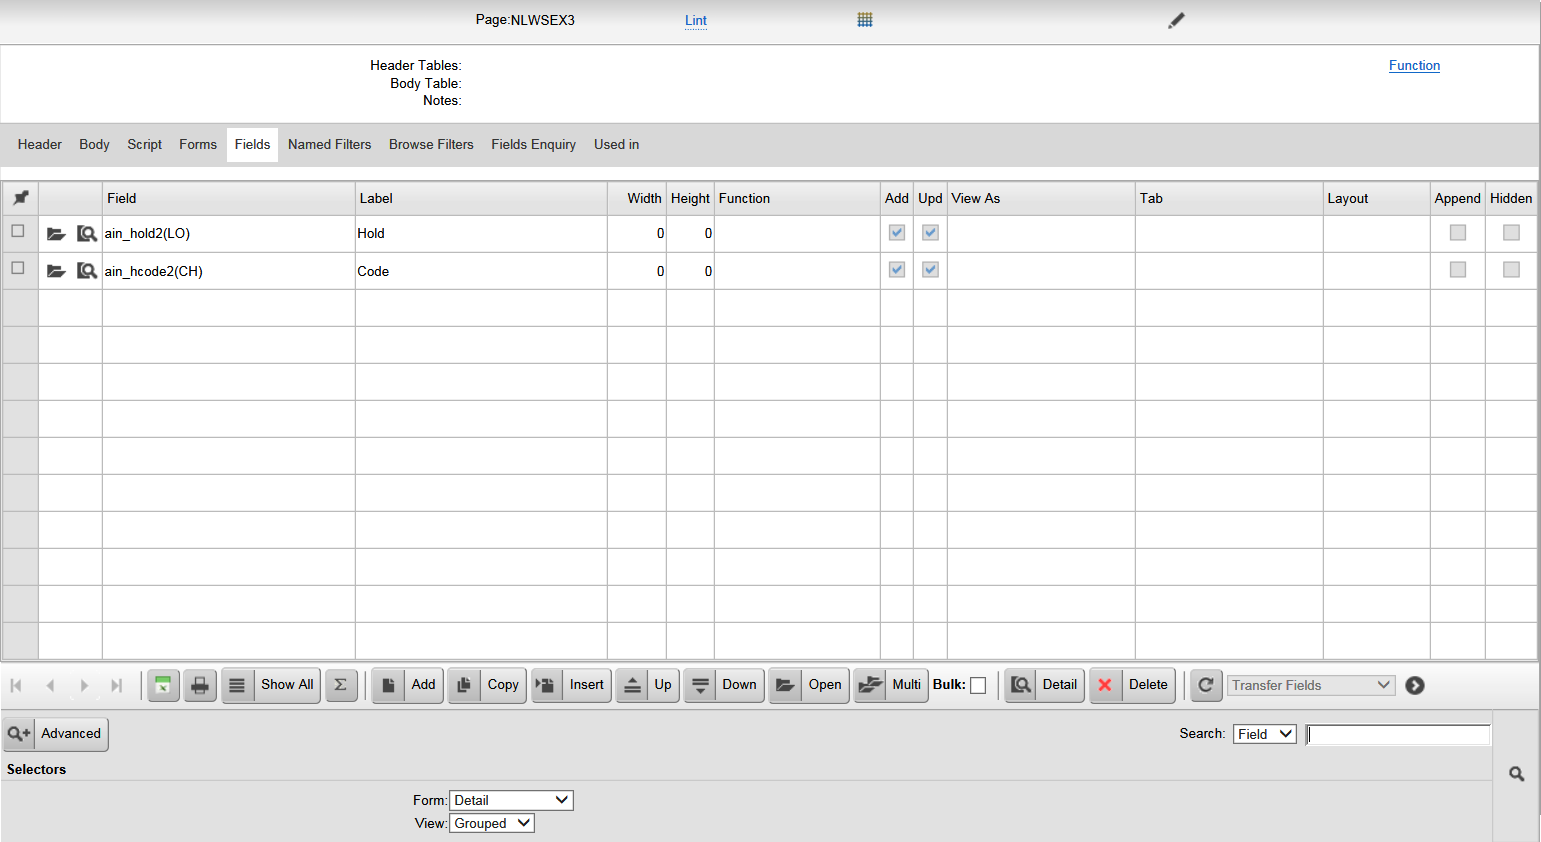 Page:NLWSEX3 Lint
Header Tables: Function
Body Table:
Notes:
Header Body Script Forms Fields Named Filters Browse Filters Fields Enquiry Used in
Field Label Width Height Function Add Upd View As Tab Layout Append Hidden
ain_hold2(LO) Hold 0 0
ain_hcode2(CH) Code 0 0
Show All Σ Add Copy Insert Up Down Open Multi Bulk: Detail Delete Transfer Fields
Advanced Search: Field
Selectors
Form: Detail
View: Grouped